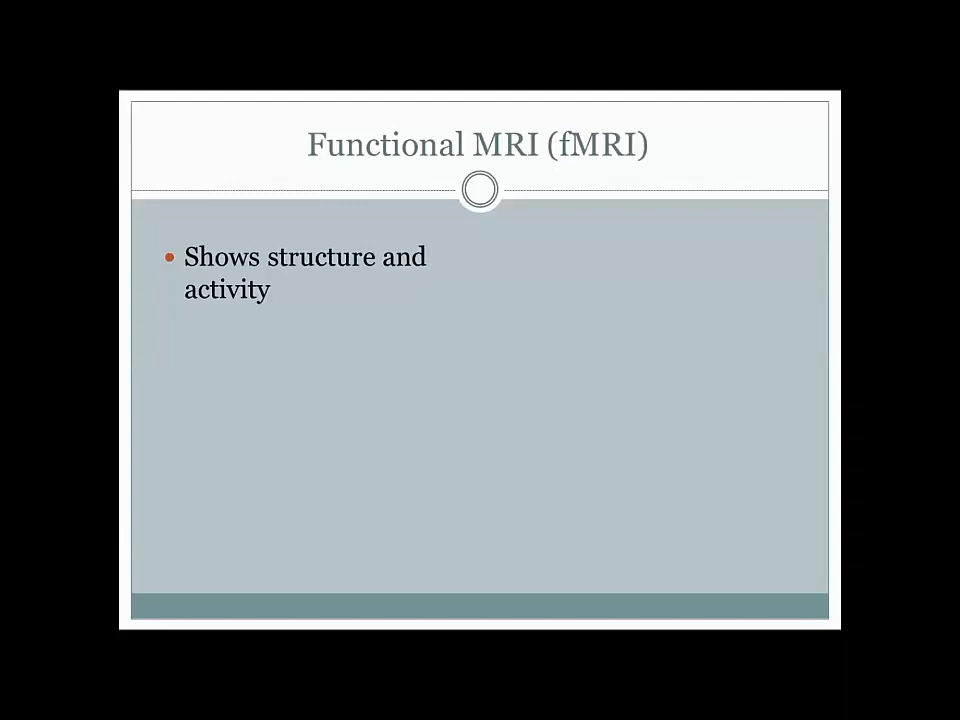 Functional MRI (fMRI)
• Shows structure and
activity